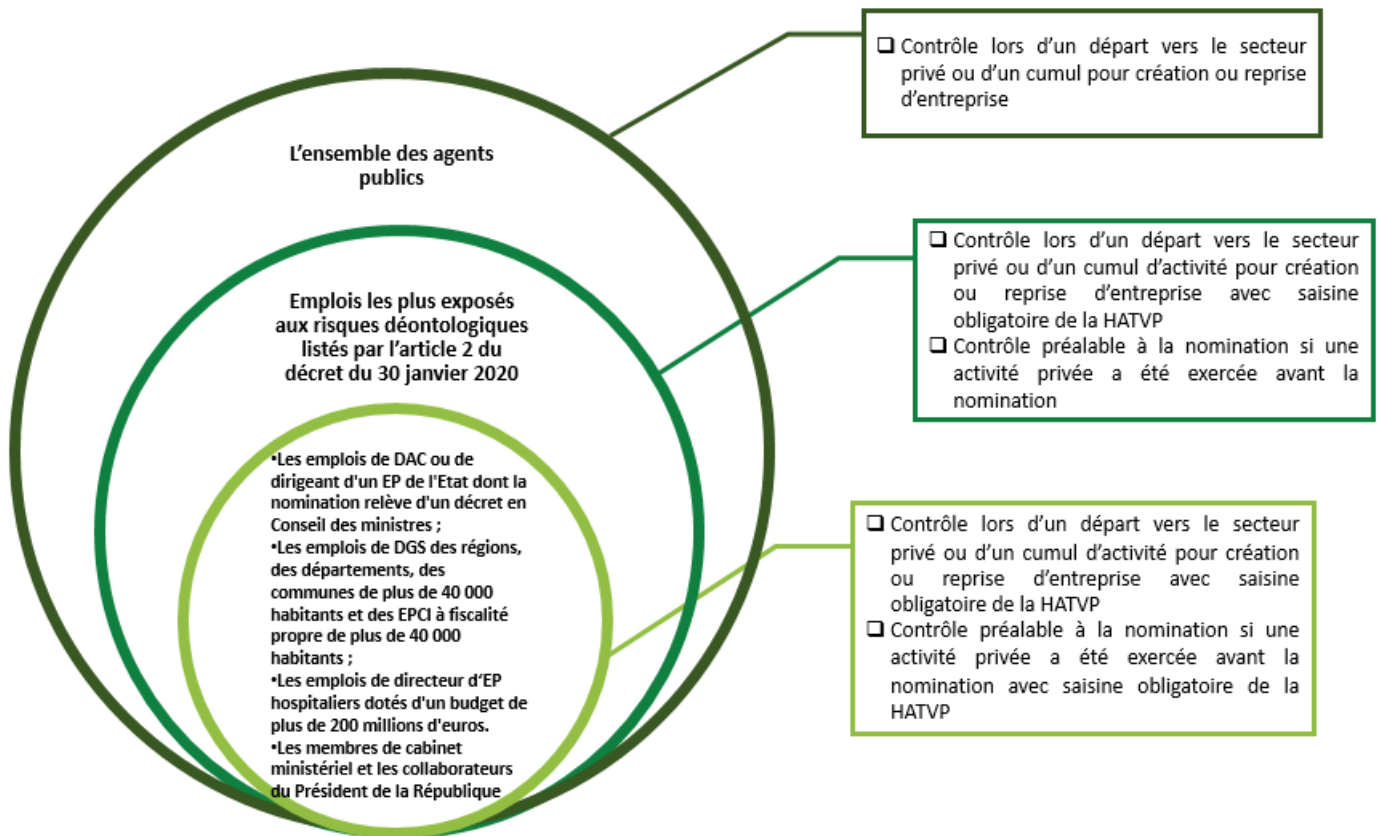 L'ensemble des agents
publics
Emplois les plus exposés
aux risques déontologiques
listés par l'article 2 du
décret du 30 janvier 2020
•Les emplois de DAC ou de
dirigeant d'un EP de l'Etat dont la
nomination relève d'un décret en
Conseil des ministres ;
•Les emplois de DGS des régions,
des départements, des
communes de plus de 40 000
habitants et des EPCI à fiscalité
propre de plus de 40 000
habitants ;
•Les emplois de directeur d'EP
hospitaliers dotés d'un budget de
plus de 200 millions d'euros.
•Les membres de cabinet
ministériel et les collaborateurs
du Président de la République
❑ Contrôle lors d'un départ vers le secteur
privé ou d'un cumul pour création ou reprise
d'entreprise
❑ Contrôle lors d'un départ vers le secteur
privé ou d'un cumul d'activité pour création
ou reprise d'entreprise avec saisine
obligatoire de la HATVP
❑ Contrôle préalable à la nomination si une
activité privée a été exercée avant la
nomination
❑ Contrôle lors d'un départ vers le secteur
privé ou d'un cumul d'activité pour création
ou reprise d'entreprise avec saisine
obligatoire de la HATVP
❑ Contrôle préalable à la nomination si une
activité privée a été exercée avant la
nomination avec saisine obligatoire de la
HATVP